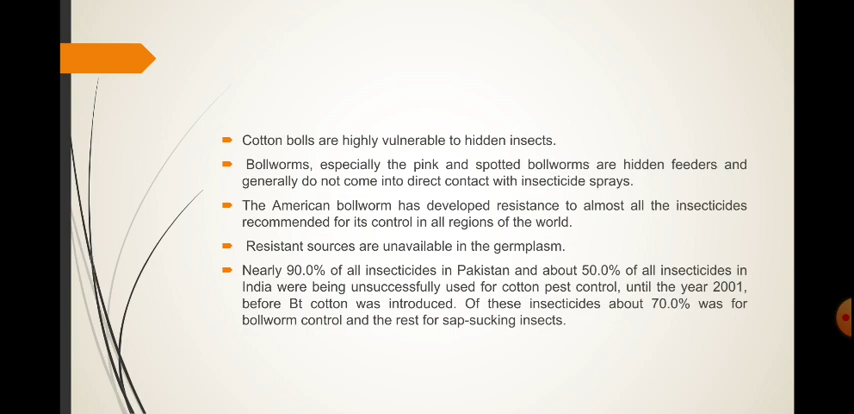 Cotton bolls are highly vulnerable to hidden insects.
Bollworms, especially the pink and spotted bollworms are hidden feeders and
generally do not come into direct contact with insecticide sprays.
The American bollworm has developed resistance to almost all the insecticides
recommended for its control in all regions of the world.
Resistant sources are unavailable in the germplasm.
Nearly 90.0% of all insecticides in Pakistan and about 50.0% of all insecticides in
India were being unsuccessfully used for cotton pest control, until the year 2001,
before Bt cotton was introduced. Of these insecticides about 70.0% was for
bollworm control and the rest for sap-sucking insects.